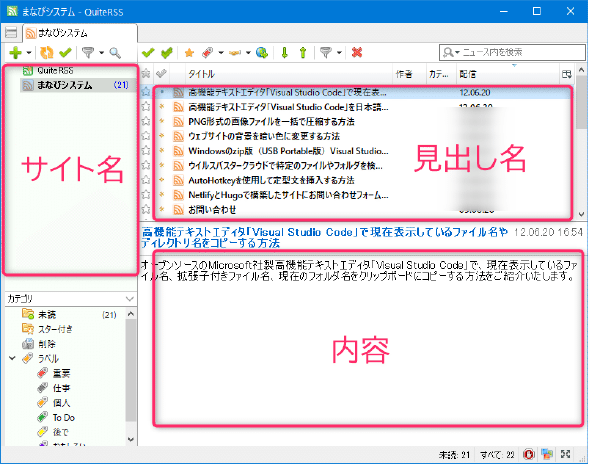 まなびシステム - QuiteRSS
まなびシステム
ニュース内を検索
QuiteRSS
まなびシステム (21)
サイト名
タイトル 作者 カテ... 配信
高機能テキストエディタ「Visual Studio Code」で現在表... 12.06.20
高機能テキストエディタ「Visual Studio Code」を日本語...
PNG形式の画像ファイルを一括で圧縮する方法
ウェブサイトの背景を暗い色に変更する方法
Windowsのzip版（USB Portable版）Visual Studio...
ウイルスバスタークラウドで特定のファイルやフォルダを検...
AutoHotkeyを使用して定型文を挿入する方法
NetlifyとHugoで構築したサイトにお問い合わせフォーム...
お問い合わせ
見出し名
高機能テキストエディタ「Visual Studio Code」で現在表示しているファイル名や 12.06.20 16:54
ディレクトリ名をコピーする方法
オープンソースのMicrosoft社製高機能テキストエディタ「Visual Studio Code」で、現在表示しているファ
イル名、拡張子付きファイル名、現在のフォルダ名をクリップボードにコピーする方法をご紹介いたします。
内容
カテゴリ
未読 (21)
スター付き
削除
ラベル
重要
仕事
個人
To Do
後で
未読: 21 すべて: 22